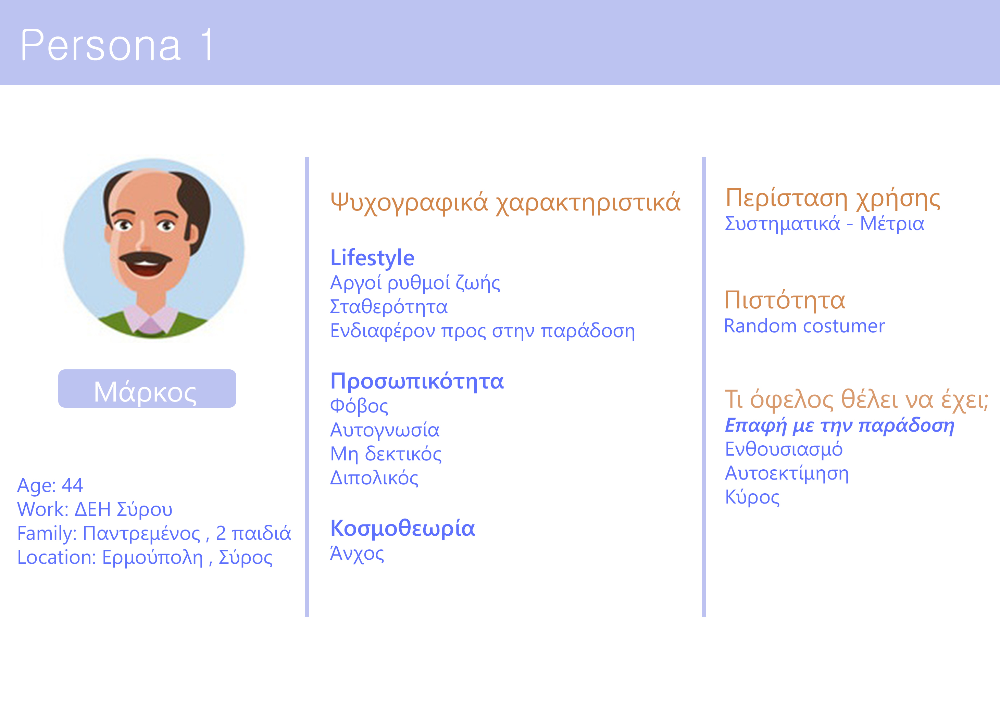 Persona 1
Μάρκος
Age: 44
Work: ΔΕΗ Σύρου
Family: Παντρεμένος , 2 παιδιά
Location: Ερμούπολη , Σύρος
Ψυχογραφικά χαρακτηριστικά
Lifestyle
Αργοί ρυθμοί ζωής
Σταθερότητα
Ενδιαφέρον προς στην παράδοση
Προσωπικότητα
Φόβος
Αυτογνωσία
Μη δεκτικός
Διπολικός
Κοσμοθεωρία
Άνχος
Περίσταση χρήσης
Συστηματικά - Μέτρια
Πιστότητα
Random costumer
Τι όφελος θέλει να έχει;
Επαφή με την παράδοση
Ενθουσιασμό
Αυτοεκτίμηση
Κύρος